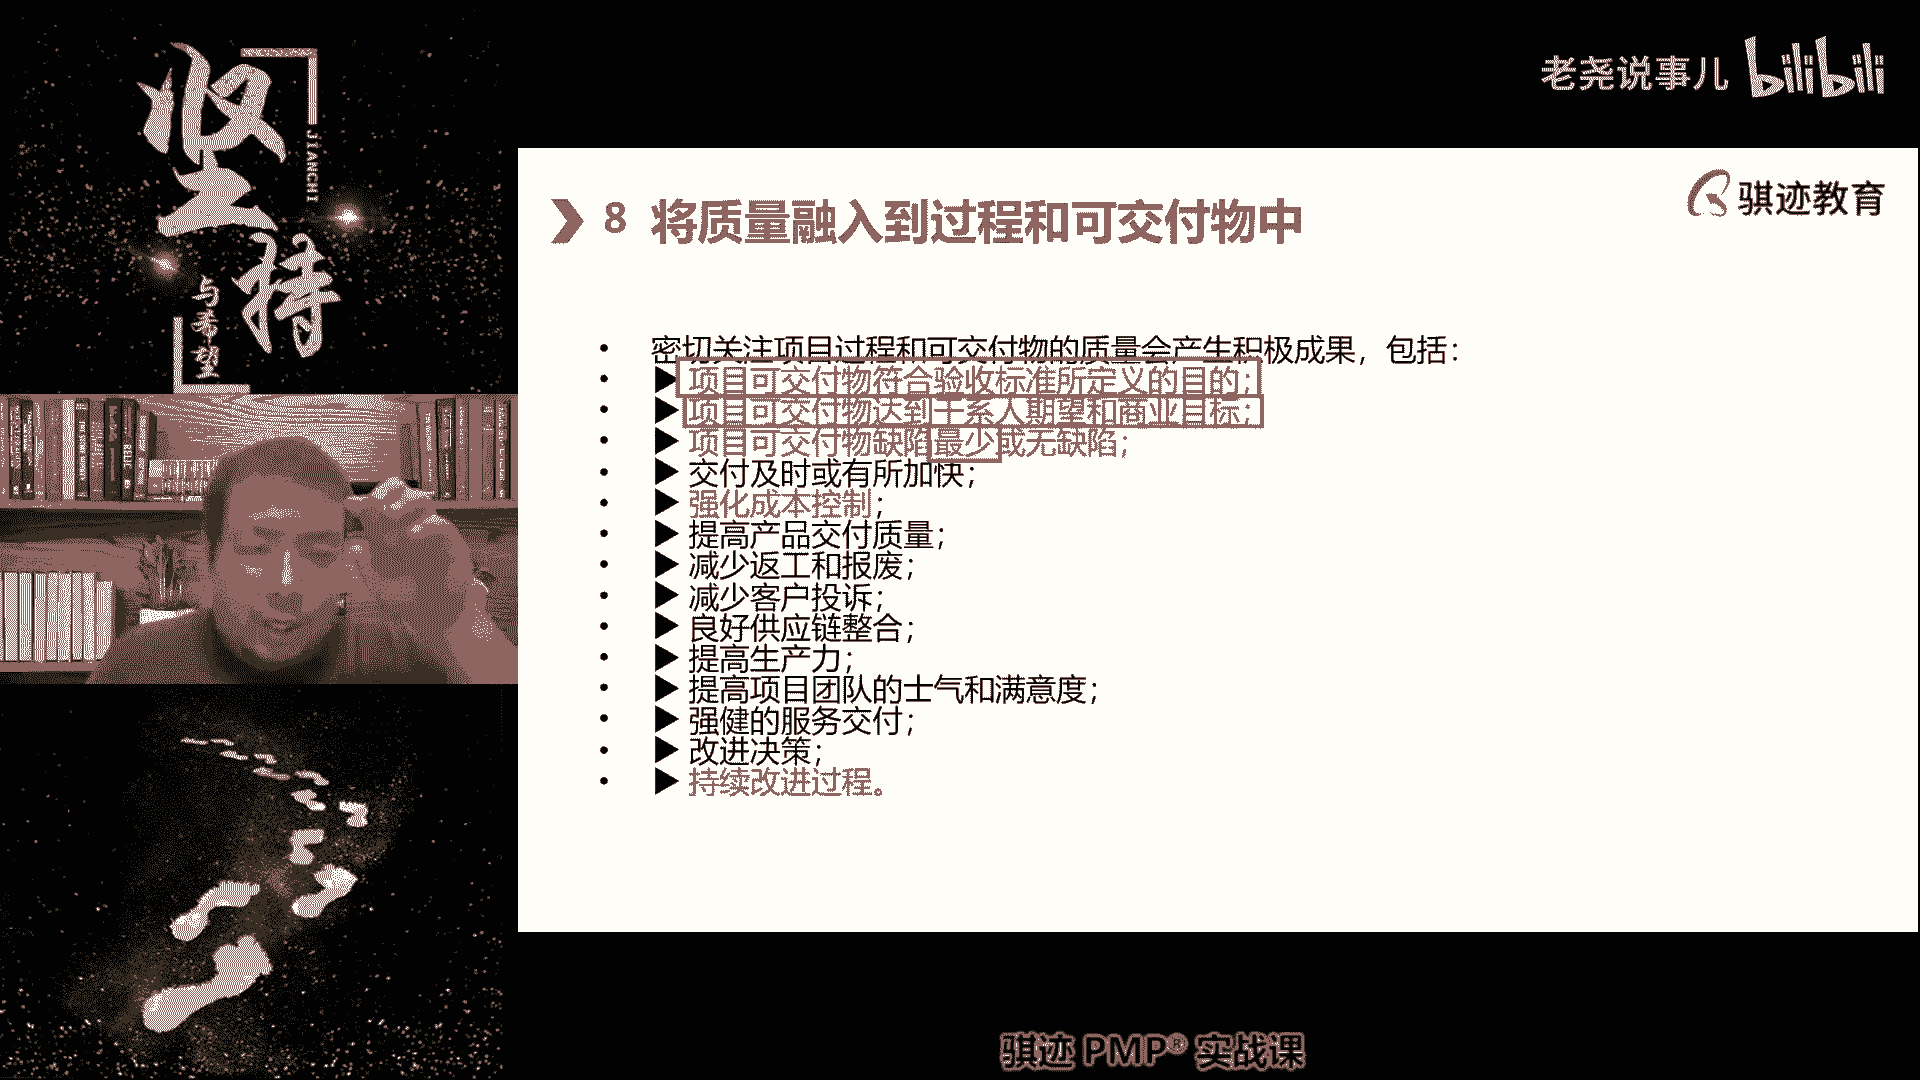 坚持
JIANCHI
与希望
老尧说事儿 bilibili
骐迹教育
8 将质量融入到过程和可交付物中
• 密切关注项目过程和可交付物的质量会产生积极成果，包括：
• ▶ 项目可交付物符合验收标准所定义的目的；
• ▶ 项目可交付物达到干系人期望和商业目标；
• ▶ 项目可交付物缺陷最少或无缺陷；
• ▶ 交付及时或有所加快；
• ▶ 强化成本控制；
• ▶ 提高产品交付质量；
• ▶ 减少返工和报废；
• ▶ 减少客户投诉；
• ▶ 良好供应链整合；
• ▶ 提高生产力；
• ▶ 提高项目团队的士气和满意度；
• ▶ 强健的服务交付；
• ▶ 改进决策；
• ▶ 持续改进过程。
骐迹 PMP® 实战课